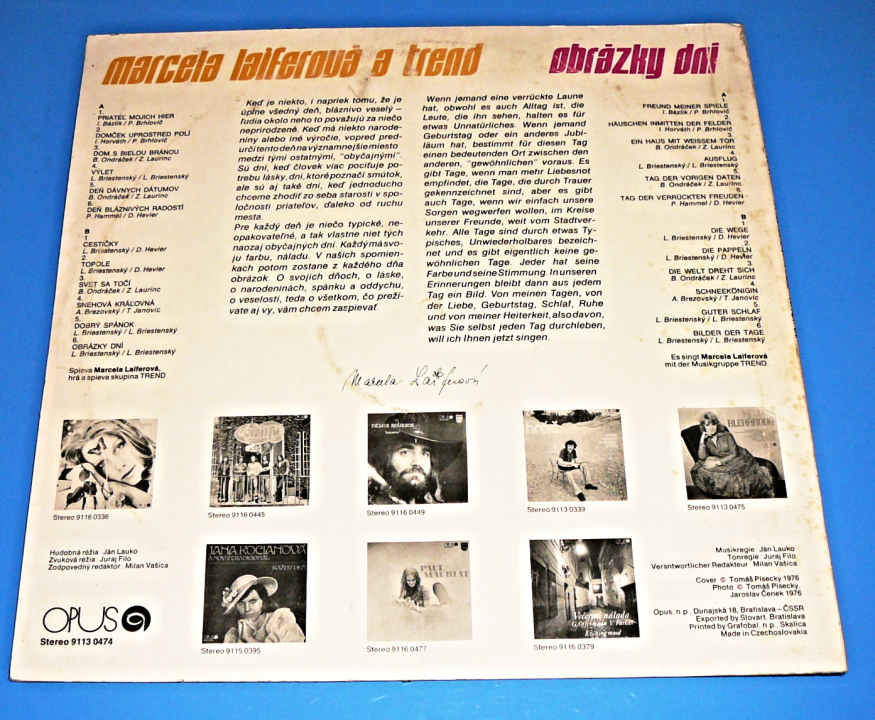 marcela laiferová a trend
obrázky dní
A
1.
PRIATEĽ MOJICH HIER
I. Bázlik / P. Brhlovič
2.
DOMČEK UPROSTRED POLÍ
I. Horváth / P. Brhlovič
3.
DOM S BIELOU BRÁNOU
B. Ondráček / Z. Laurinc
4.
VÝLET
L. Briestenský / L. Briestenský
5.
DEŇ DÁVNYCH DÁTUMOV
B. Ondráček / Z. Laurinc
6.
DEŇ BLÁZNIVÝCH RADOSTÍ
P. Hammel / D. Hevier
B
1.
CESTIČKY
L. Briestenský / D. Hevier
2.
TOPOLE
L. Briestenský / D. Hevier
3.
SVET SA TOČÍ
B. Ondráček / Z. Laurinc
4.
SNEHOVÁ KRÁĽOVNÁ
A. Brezovský / T. Janovic
5.
DOBRÝ SPÁNOK
L. Briestenský / L. Briestenský
6.
OBRÁZKY DNÍ
L. Briestenský / L. Briestenský
Spieva Marcela Laiferová,
hrá a spieva skupina TREND
Keď je niekto, i napriek tomu, že je
úplne všedný deň, bláznivo veselý –
ľudia okolo neho to považujú za niečo
neprirodzené. Keď má niekto narode-
niny alebo iné výročie, vopred pred-
určí tento deň na významnejšie miesto
medzi tými ostatnými, "obyčajnými".
Sú dni, keď človek viac pociťuje po-
trebu lásky, dni, ktoré poznačí smútok,
ale sú aj také dni, keď jednoducho
chceme zhodiť zo seba starosti v spo-
ločnosti priateľov, ďaleko od ruchu
mesta.
Pre každý deň je niečo typické, ne-
opakovateľné, a tak vlastne niet tých
naozaj obyčajných dní. Každý má svo-
ju farbu, náladu. V našich spomien-
kach potom zostane z každého dňa
obrázok. O svojich dňoch, o láske,
o narodeninách, spánku a oddychu,
o veselosti, teda o všetkom, čo preží-
vate aj vy, vám chcem zaspievať.
Wenn jemand eine verrückte Laune
hat, obwohl es auch Alltag ist, die
Leute, die ihn sehen, halten es für
etwas Unnatürliches. Wenn jemand
Geburtstag oder ein anderes Jubi-
läum hat, bestimmt für diesen Tag
einen bedeutenden Ort zwischen den
anderen, "gewöhnlichen" voraus. Es
gibt Tage, wenn man mehr Liebesnot
empfindet, die Tage, die durch Trauer
gekennzeichnet sind, aber es gibt
auch Tage, wenn wir einfach unsere
Sorgen wegwerfen wollen, im Kreise
unserer Freunde, weit vom Stadtver-
kehr. Alle Tage sind durch etwas Ty-
pisches, Unwiederholbares bezeich-
net und es gibt eigentlich keine ge-
wöhnlichen Tage. Jeder hat seine
Farbe und seine Stimmung. In unseren
Erinnerungen bleibt dann aus jedem
Tag ein Bild. Von meinen Tagen, von
der Liebe, Geburtstag, Schlaf, Ruhe
und von meiner Heiterkeit, also davon,
was Sie selbst jeden Tag durchleben,
will ich Ihnen jetzt singen.
A
1.
FREUND MEINER SPIELE
I. Bázlik / P. Brhlovič
2.
HÄUSCHEN INMITTEN DER FELDER
I. Horváth / P. Brhlovič
3.
EIN HAUS MIT WEISSEM TOR
B. Ondráček / Z. Laurinc
4.
AUSFLUG
L. Briestenský / L. Briestenský
5.
TAG DER VORIGEN DATEN
B. Ondráček / Z. Laurinc
6.
TAG DER VERRÜCKTEN FREUDEN
P. Hammel / D. Hevier
B
1.
DIE WEGE
L. Briestenský / D. Hevier
2.
DIE PAPPELN
L. Briestenský / D. Hevier
3.
DIE WELT DREHT SICH
B. Ondráček / Z. Laurinc
4.
SCHNEEKÖNIGIN
A. Brezovský / T. Janovic
5.
GUTER SCHLAF
L. Briestenský / L. Briestenský
6.
BILDER DER TAGE
L. Briestenský / L. Briestenský
Es singt Marcela Laiferová
mit der Musikgruppe TREND
Marcela Laiferová
DEMIS ROUSSOS
Stereo 9116 0336
Stereo 9116 0445
Stereo 9116 0449
Stereo 9113 0339
Stereo 9113 0475
Hudobná réžia Ján Lauko
Zvuková réžia Juraj Filo
Zodpovedný redaktor Milan Vašica
OPUS
Stereo 9113 0474
JANA KOCIANOVÁ
KAŽDÝ DEŇ
Stereo 9115 0395
PAUL
MAURIAT
Stereo 9116 0477
Večerná nálada
Evening mood
Stereo 9116 0379
Musikregie Ján Lauko
Tonregie Juraj Filo
Verantwortlicher Redakteur Milan Vašica
Cover © Tomáš Písecký 1976
Photo © Tomáš Písecký,
Jaroslav Čenek 1976
Opus, n. p., Dunajská 18, Bratislava – ČSSR
Exported by Slovart, Bratislava
Printed by Grafobal, n. p., Skalica
Made in Czechoslovakia